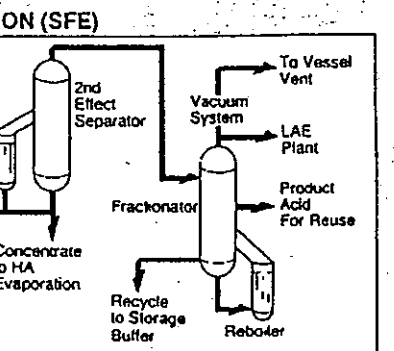 ON (SFE)
2nd
Effect
Separator
Vacuum
System
To Vessel
Vent
LAE
Plant
Fractionator
Product
Acid
For Reuse
Concentrate
o HA
Evaporation
Recycle
to Storage
Buffer
Reboiler